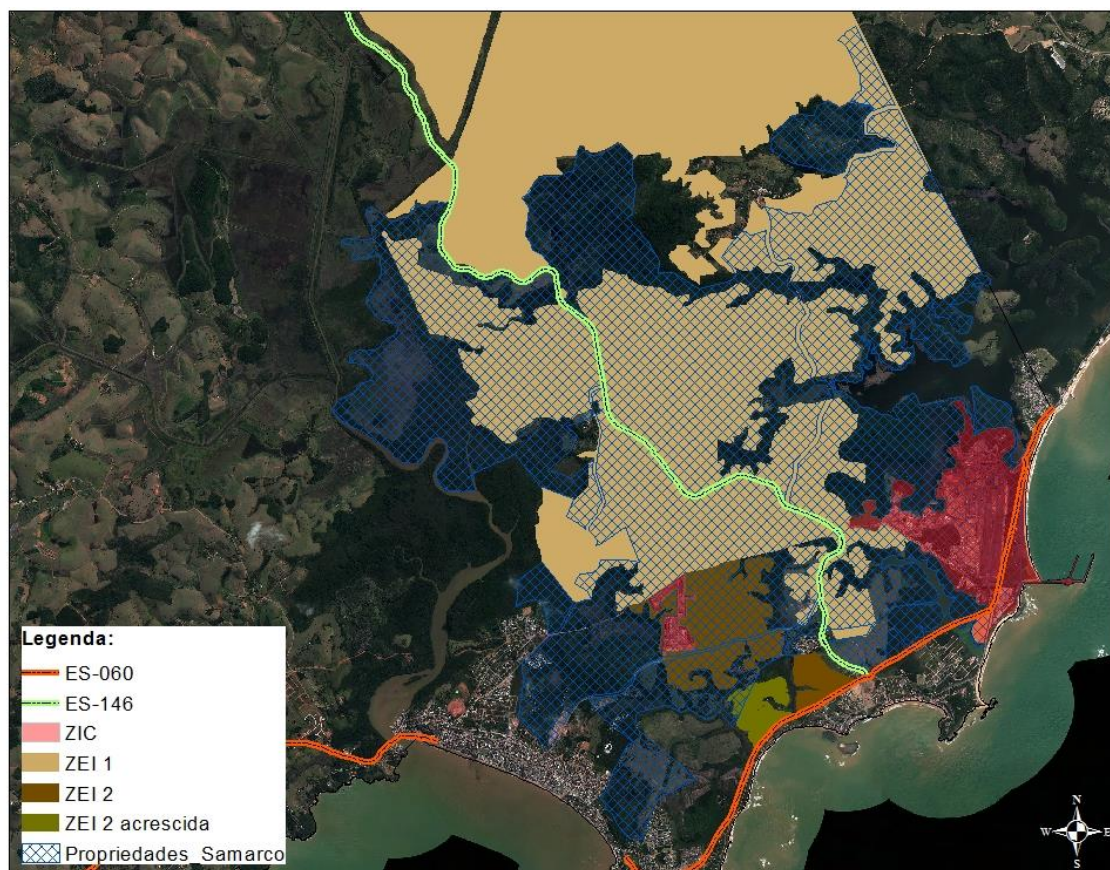 N
W E
S
Legenda:
ES-060
ES-146
ZIC
ZEI 1
ZEI 2
ZEI 2 acrescida
Propriedades_Samarco